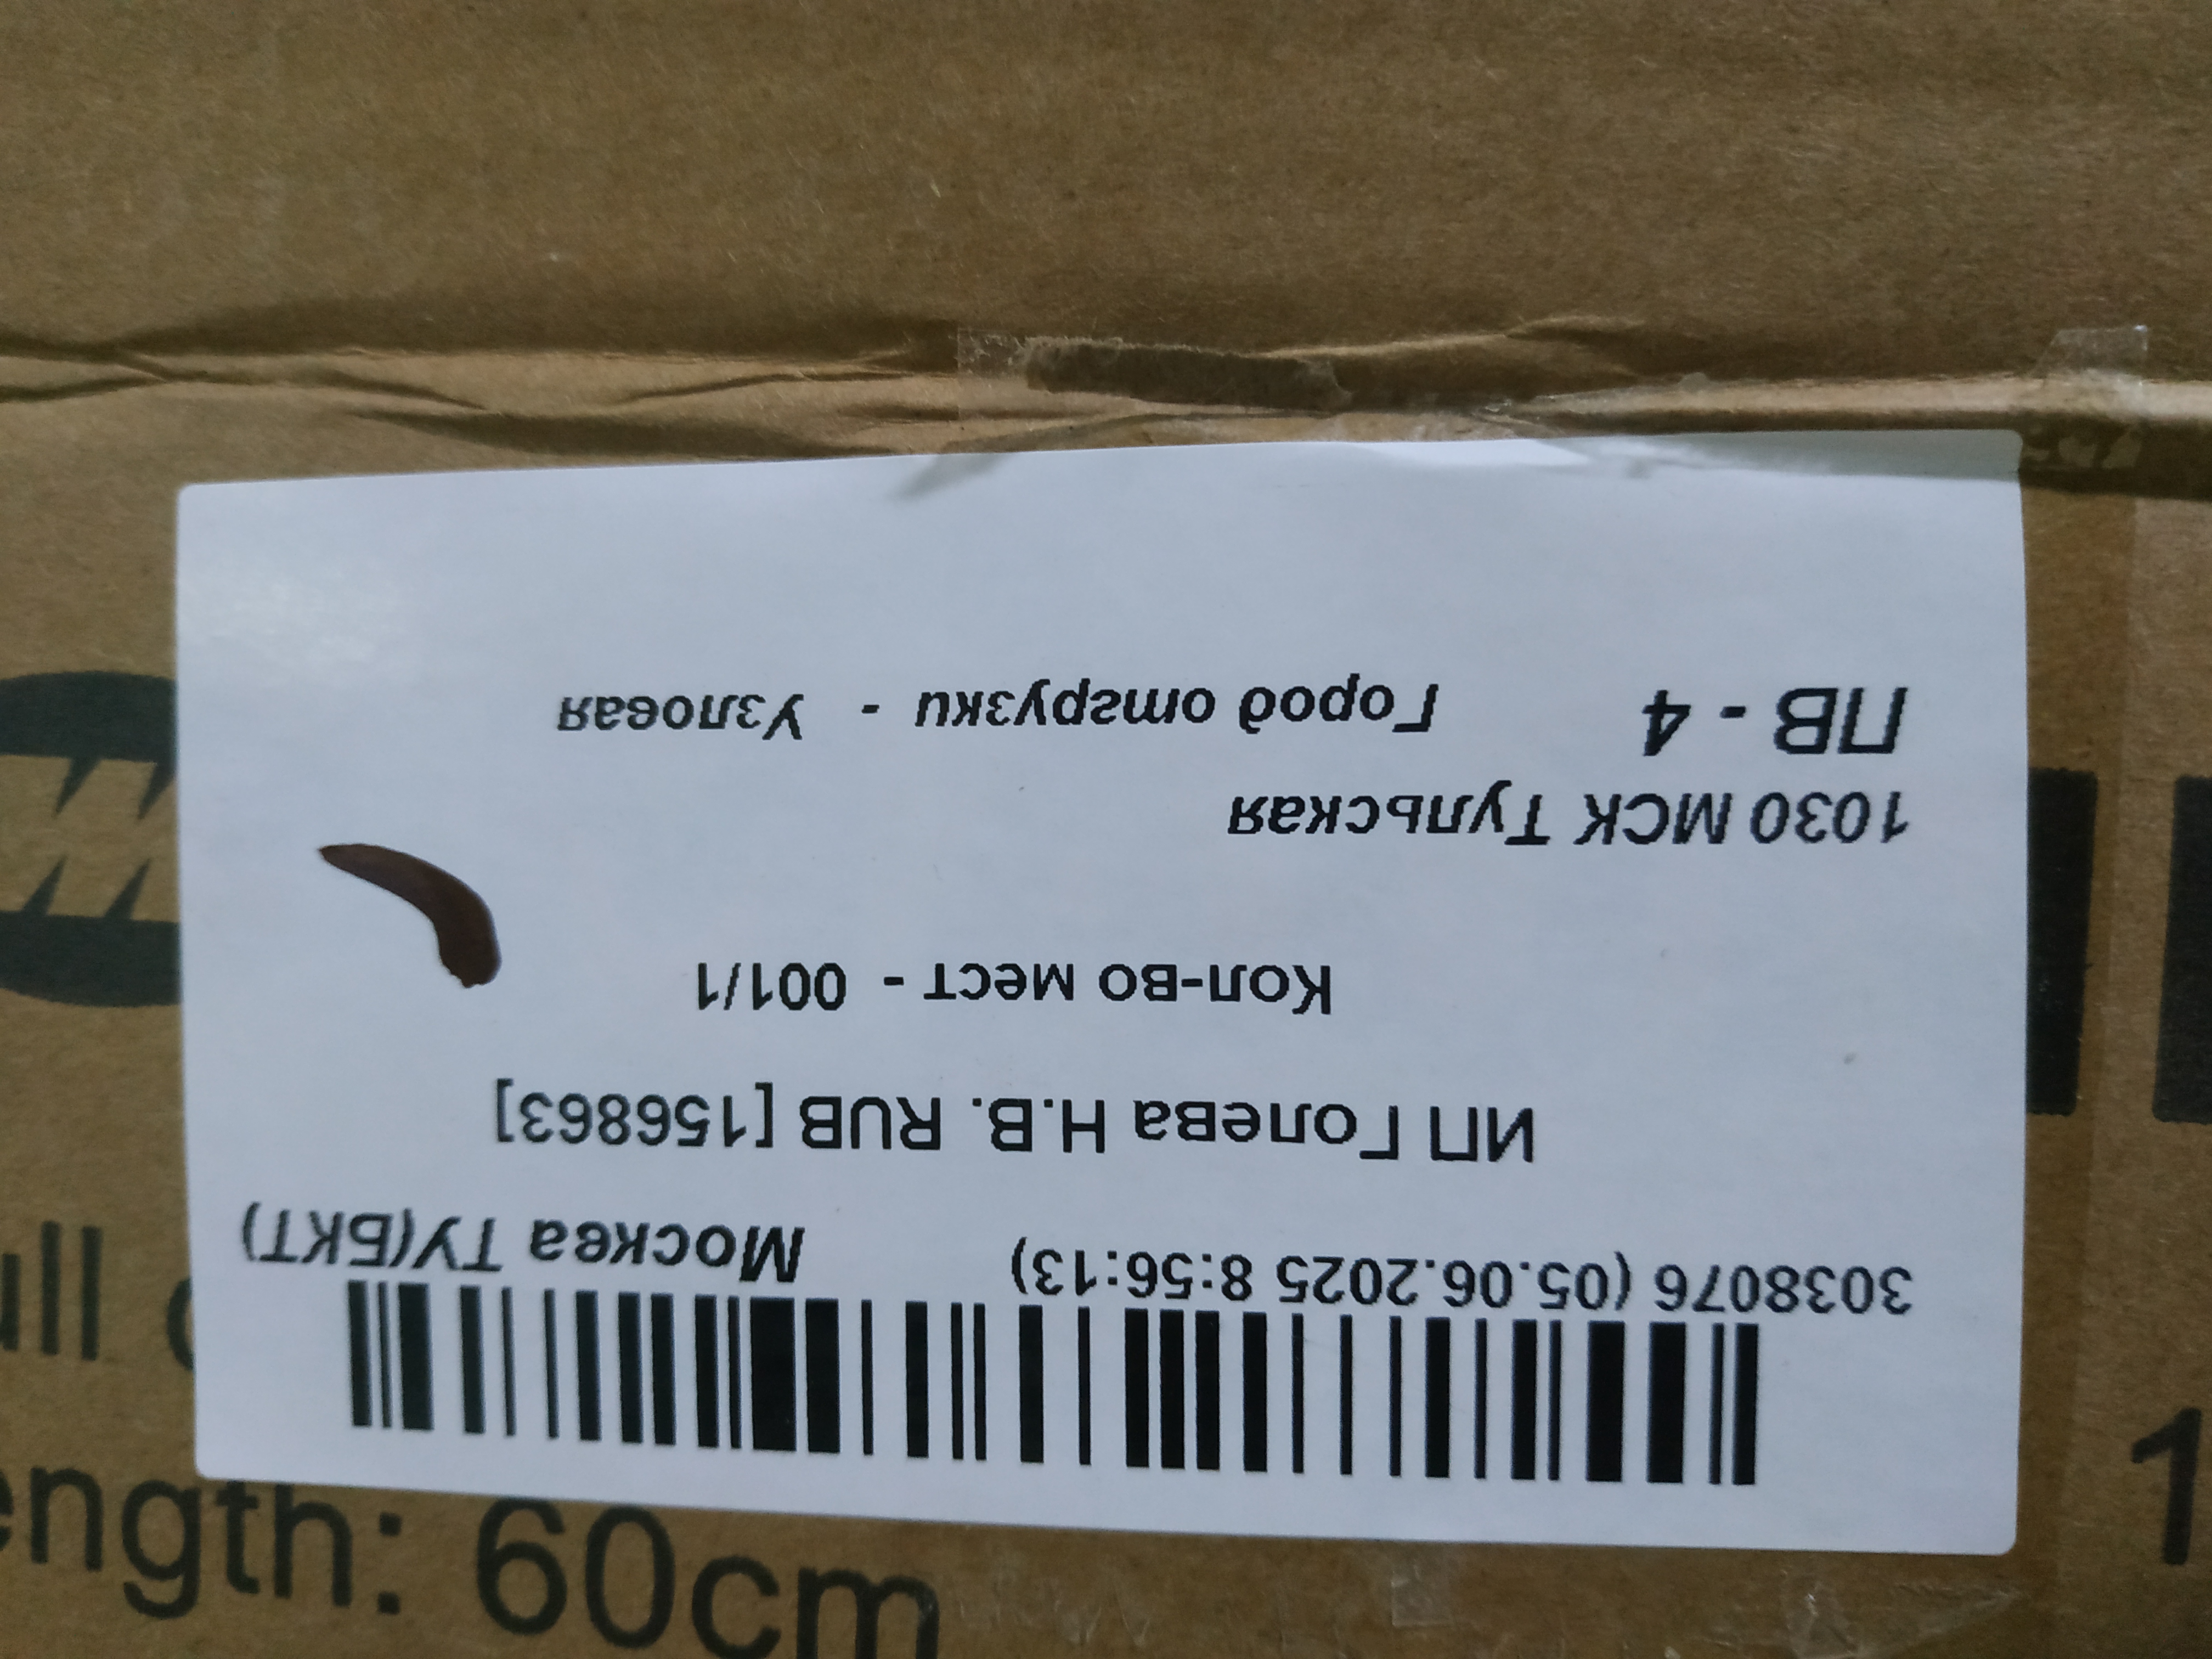 3038076 (05.06.2025 8:56:13) Москва ТУ(БКТ)
ИП Голева Н.В. RUB [156863]
Кол-во мест - 001/1
1030 МСК Тульская
ПВ - 4 Город отгрузки - Узловая
60cm
1